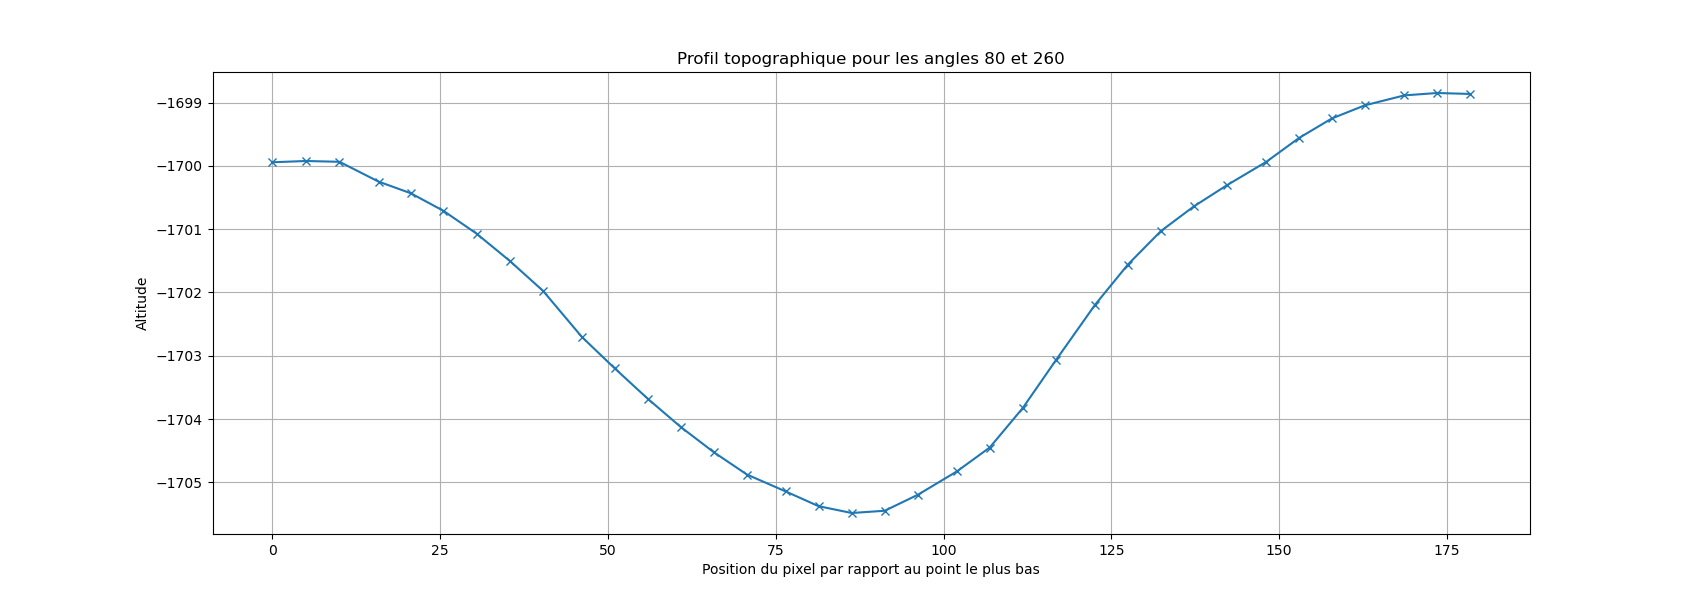 Profil topographique pour les angles 80 et 260
−1699
−1700
−1701
−1702
−1703
−1704
−1705
Altitude
0 25 50 75 100 125 150 175
Position du pixel par rapport au point le plus bas